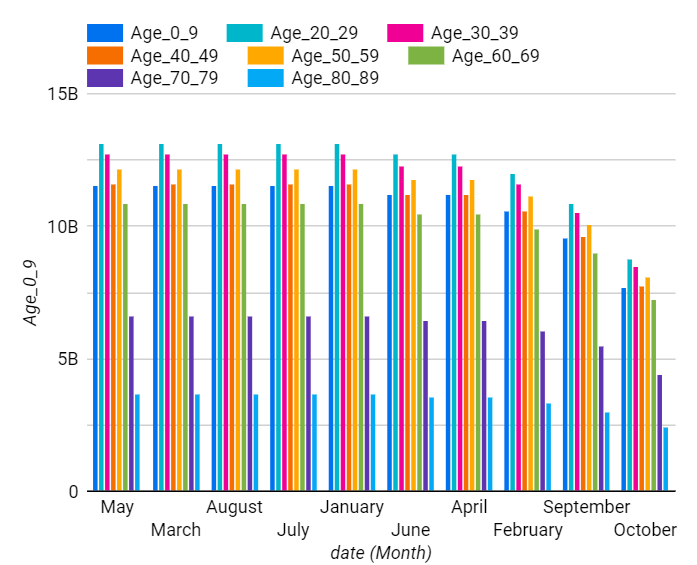 Age_0_9 Age_20_29 Age_30_39
Age_40_49 Age_50_59 Age_60_69
Age_70_79 Age_80_89
15B
10B
5B
0
Age_0_9
May August January April September
March July June February October
date (Month)